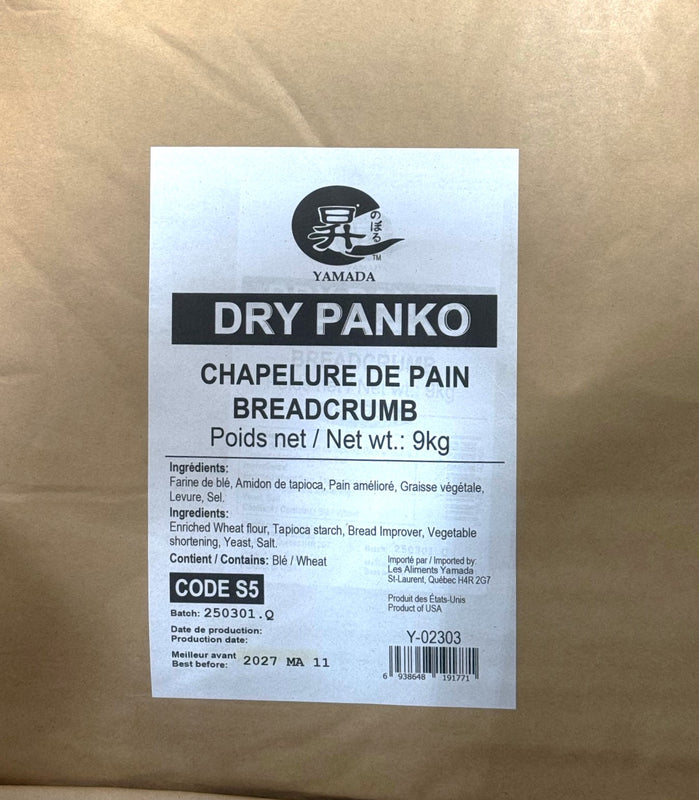 昇
のぼる
TM
YAMADA
DRY PANKO
CHAPELURE DE PAIN
BREADCRUMB
Poids net / Net wt.: 9kg
Ingrédients:
Farine de blé, Amidon de tapioca, Pain amélioré, Graisse végétale,
Levure, Sel.
Ingredients:
Enriched Wheat flour, Tapioca starch, Bread Improver, Vegetable
shortening, Yeast, Salt.
Contient / Contains: Blé / Wheat
CODE S5
Batch: 250301.Q
Date de production:
Production date:
Meilleur avant
Best before: 2027 MA 11
Importé par / Imported by:
Les Aliments Yamada
St-Laurent, Québec H4R 2G7
Produit des États-Unis
Product of USA
Y-02303
6 938648 191771